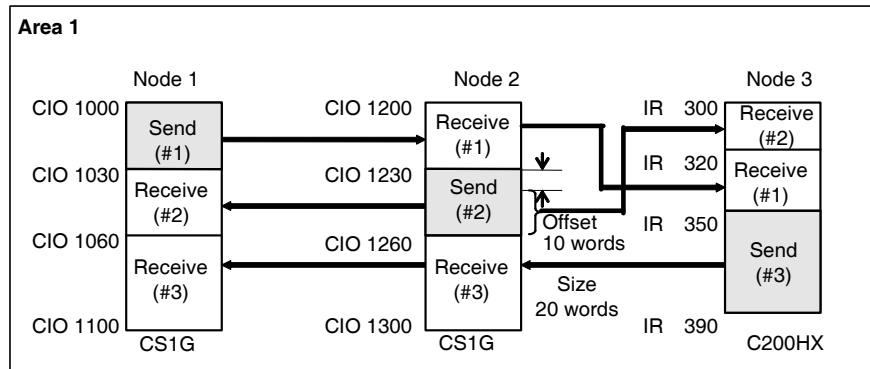 Area 1
Node 1 Node 2 Node 3
CIO 1000 CIO 1200 IR 300
Send (#1)
Receive (#1)
Receive (#2)
CIO 1030 CIO 1230 IR 320
Receive (#2)
Send (#2)
Receive (#1)
Offset 10 words
CIO 1060 CIO 1260 IR 350
Receive (#3)
Receive (#3)
Send (#3)
Size 20 words
CIO 1100 CIO 1300 IR 390
CS1G CS1G C200HX